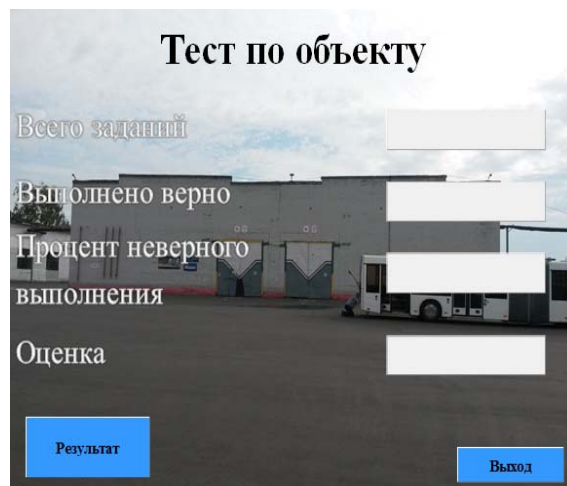 Тест по объекту
Всего заданий
Выполнено верно
Процент неверного
выполнения
Оценка
Результат
Выход